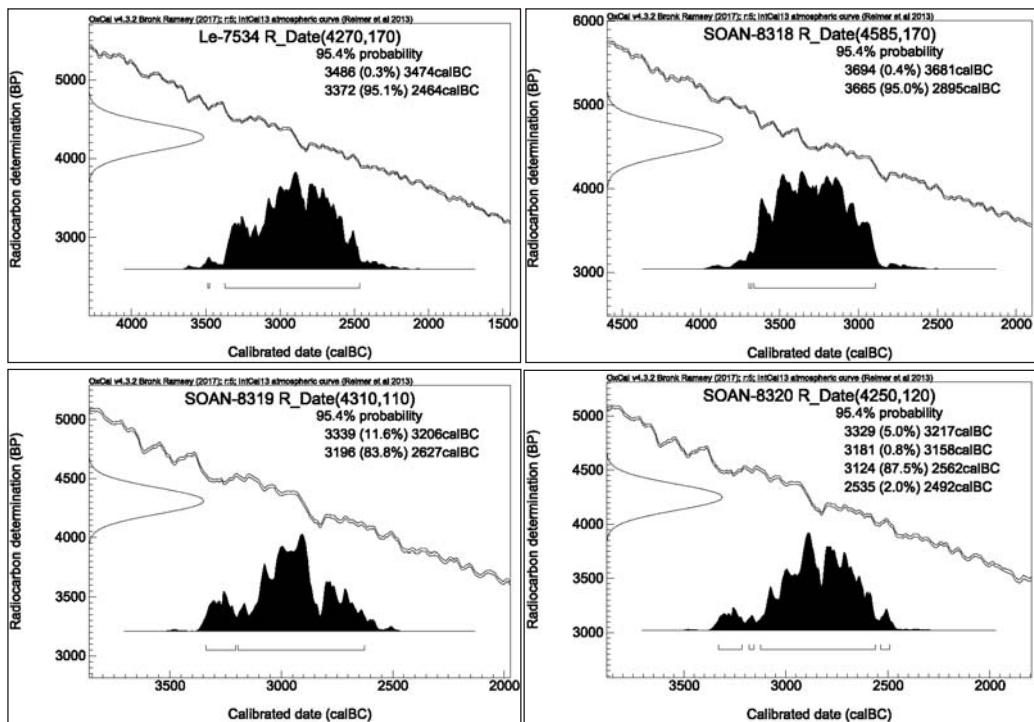 OxCal v4.3.2 Bronk Ramsey (2017); r:5; IntCal13 atmospheric curve (Reimer et al 2013)
Le-7534 R_Date(4270,170)
95.4% probability
3486 (0.3%) 3474calBC
3372 (95.1%) 2464calBC
Radiocarbon determination (BP)
5000
4000
3000
4000
3500
3000
2500
2000
1500
Calibrated date (calBC)
OxCal v4.3.2 Bronk Ramsey (2017); r:5; IntCal13 atmospheric curve (Reimer et al 2013)
SOAN-8318 R_Date(4585,170)
95.4% probability
3694 (0.4%) 3681calBC
3665 (95.0%) 2895calBC
Radiocarbon determination (BP)
6000
5000
4000
3000
4500
4000
3500
3000
2500
2000
Calibrated date (calBC)
OxCal v4.3.2 Bronk Ramsey (2017); r:5; IntCal13 atmospheric curve (Reimer et al 2013)
SOAN-8319 R_Date(4310,110)
95.4% probability
3339 (11.6%) 3206calBC
3196 (83.8%) 2627calBC
Radiocarbon determination (BP)
5000
4500
4000
3500
3000
3500
3000
2500
2000
Calibrated date (calBC)
OxCal v4.3.2 Bronk Ramsey (2017); r:5; IntCal13 atmospheric curve (Reimer et al 2013)
SOAN-8320 R_Date(4250,120)
95.4% probability
3329 (5.0%) 3217calBC
3181 (0.8%) 3158calBC
3124 (87.5%) 2562calBC
2535 (2.0%) 2492calBC
Radiocarbon determination (BP)
5000
4500
4000
3500
3000
3500
3000
2500
2000
Calibrated date (calBC)